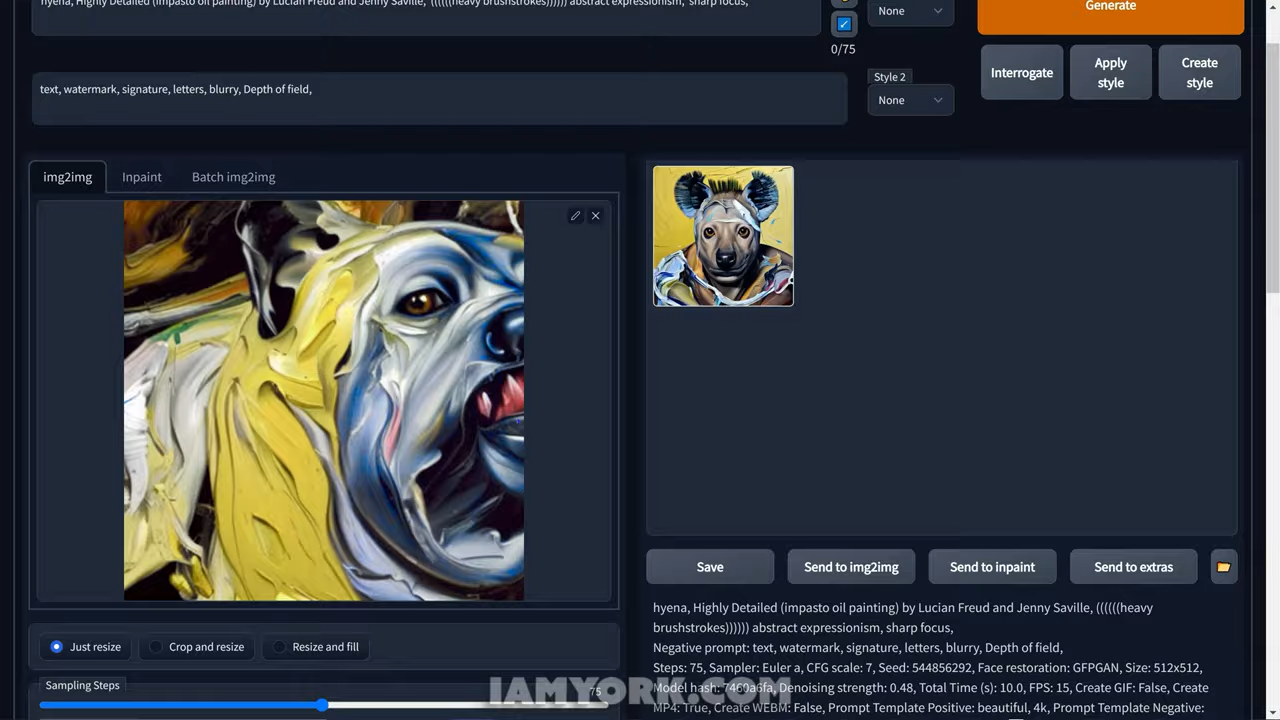 hyena, Highly Detailed (impasto oil painting) by Lucian Freud and Jenny Saville, ((((((heavy brushstrokes)))))) abstract expressionism, sharp focus,
None
Generate
0/75
Interrogate
Apply style
Create style
text, watermark, signature, letters, blurry, Depth of field,
Style 2
None
img2img
Inpaint
Batch img2img
Save
Send to img2img
Send to inpaint
Send to extras
hyena, Highly Detailed (impasto oil painting) by Lucian Freud and Jenny Saville, ((((((heavy
brushstrokes)))))) abstract expressionism, sharp focus,
Negative prompt: text, watermark, signature, letters, blurry, Depth of field,
Steps: 75, Sampler: Euler a, CFG scale: 7, Seed: 544856292, Face restoration: GFPGAN, Size: 512x512,
Model hash: 7460a6fa, Denoising strength: 0.48, Total Time (s): 10.0, FPS: 15, Create GIF: False, Create
MP4: True, Create WEBM: False, Prompt Template Positive: beautiful, 4k, Prompt Template Negative:
Just resize
Crop and resize
Resize and fill
Sampling Steps
75
IAMYORK.COM